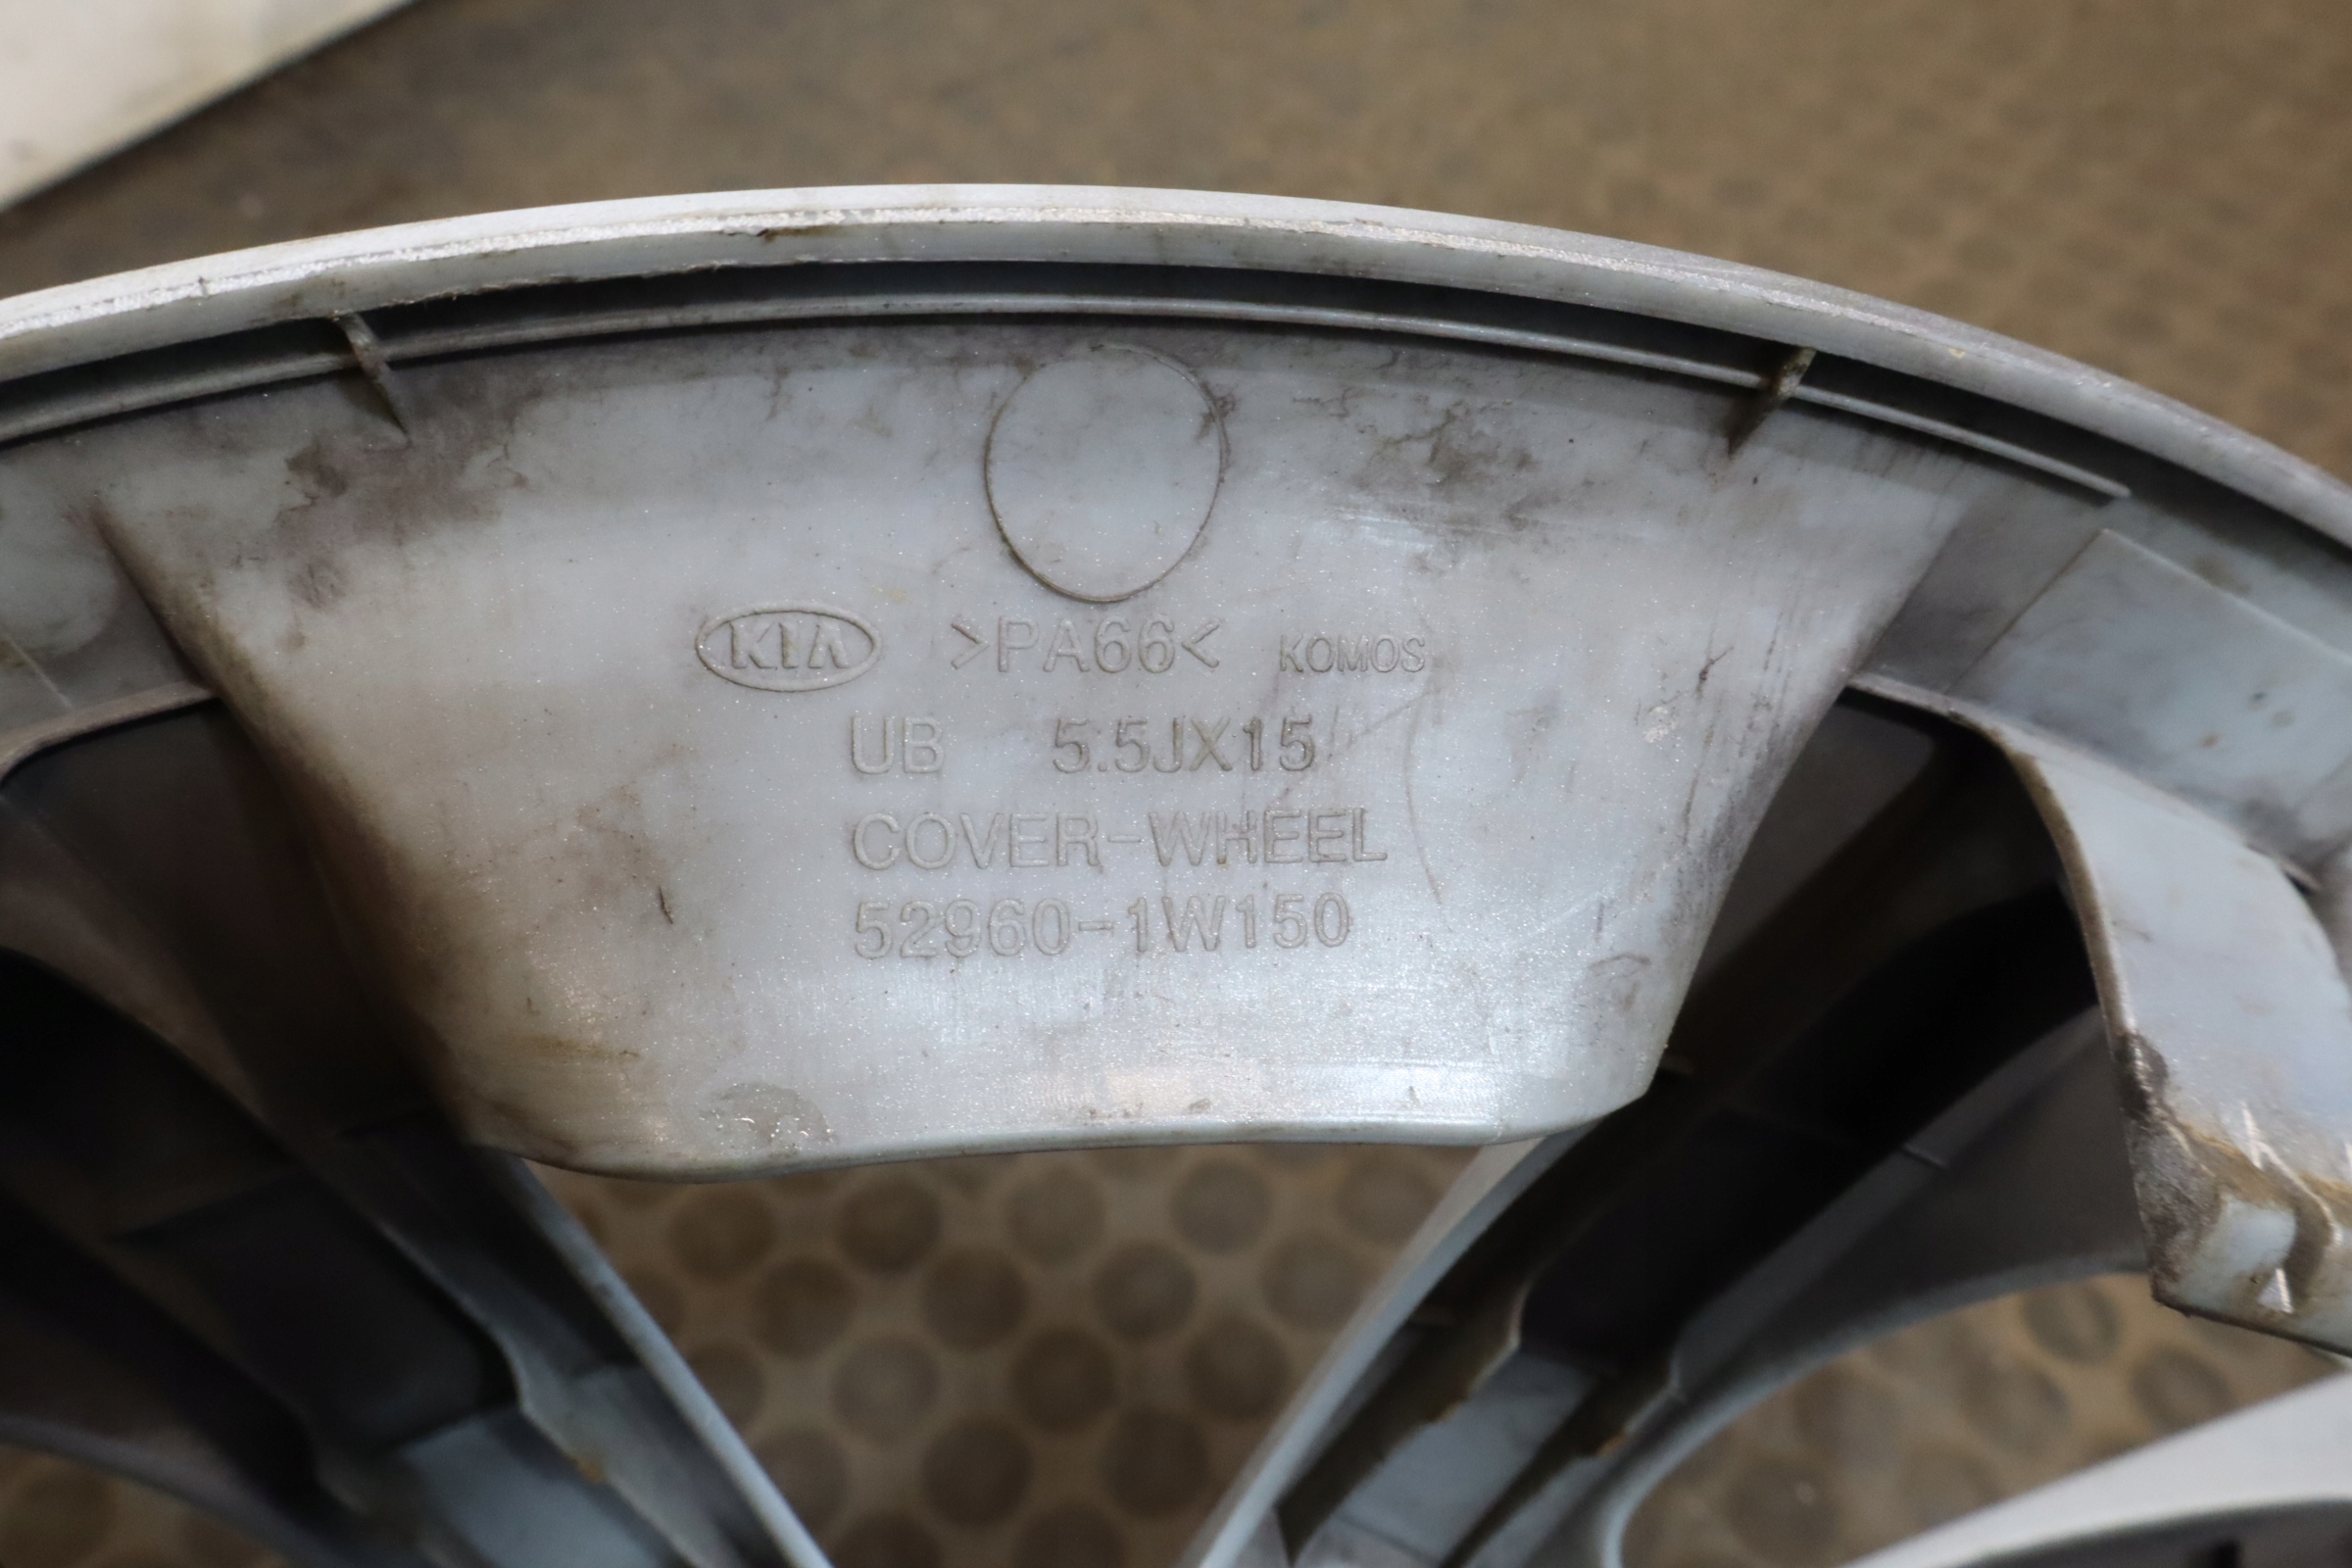 KIA >PA66< KOMOS
UB 5.5JX15
COVER-WHEEL
52960-1W150